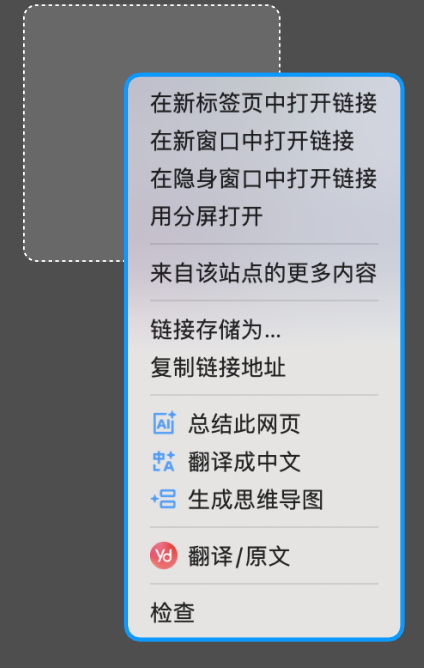 在新标签页中打开链接
在新窗口中打开链接
在隐身窗口中打开链接
用分屏打开
来自该站点的更多内容
链接存储为...
复制链接地址
AI 总结此网页
中A 翻译成中文
生成思维导图
Yd 翻译/原文
检查